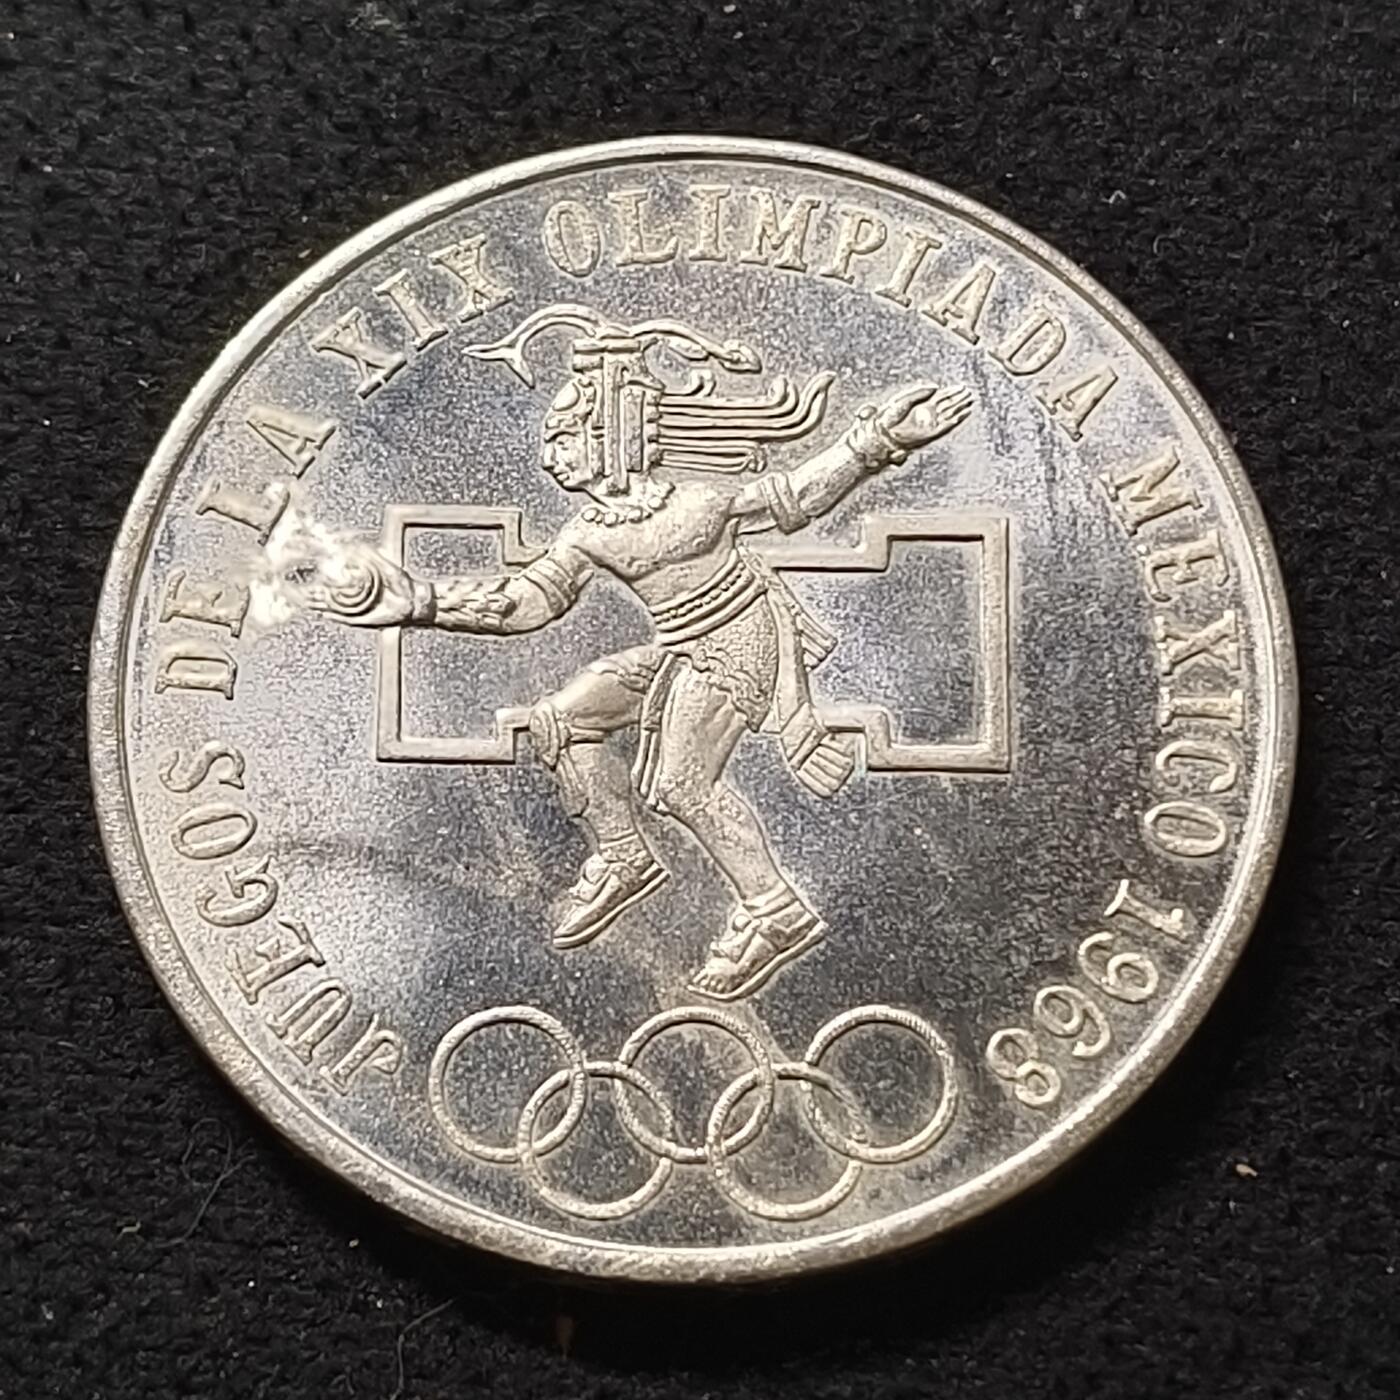 JUEGOS DE LA XIX OLIMPIADA MEXICO 1968